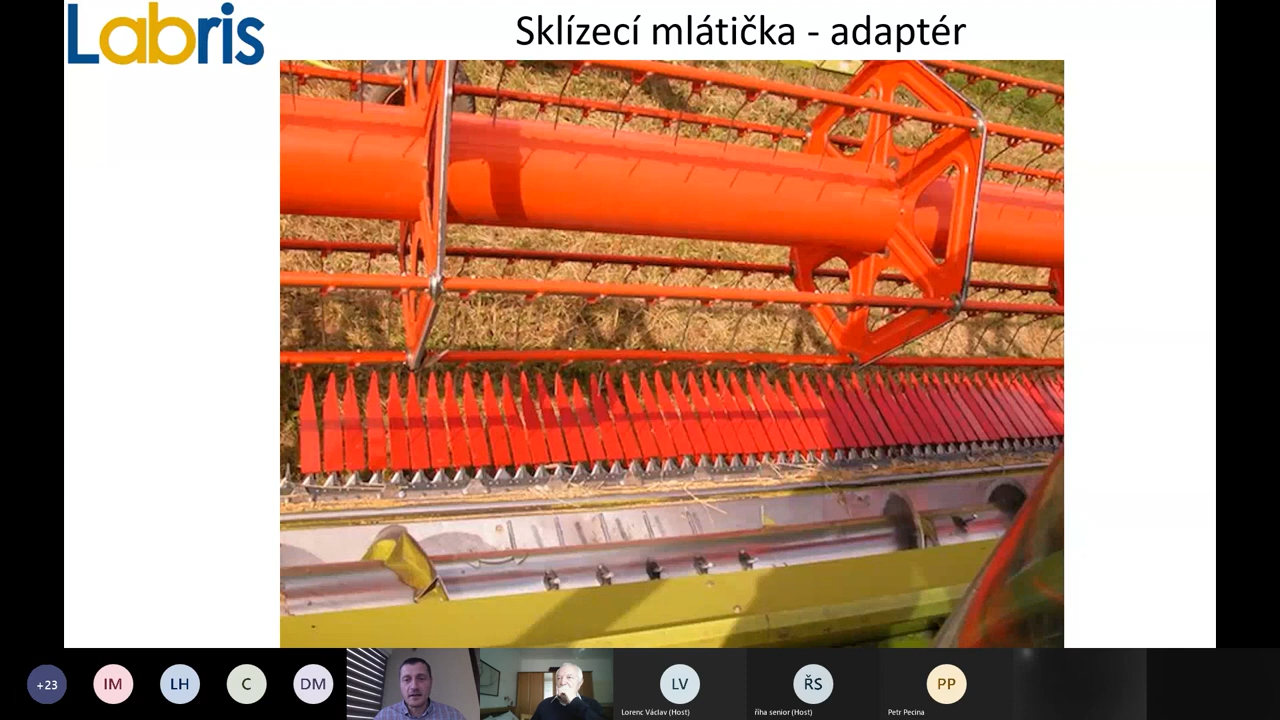 Labris
Sklízecí mlátička - adaptér
+23
IM
LH
C
DM
LV
ŘS
PP
Lorenc Václav (Host)
říha senior (Host)
Petr Pecina